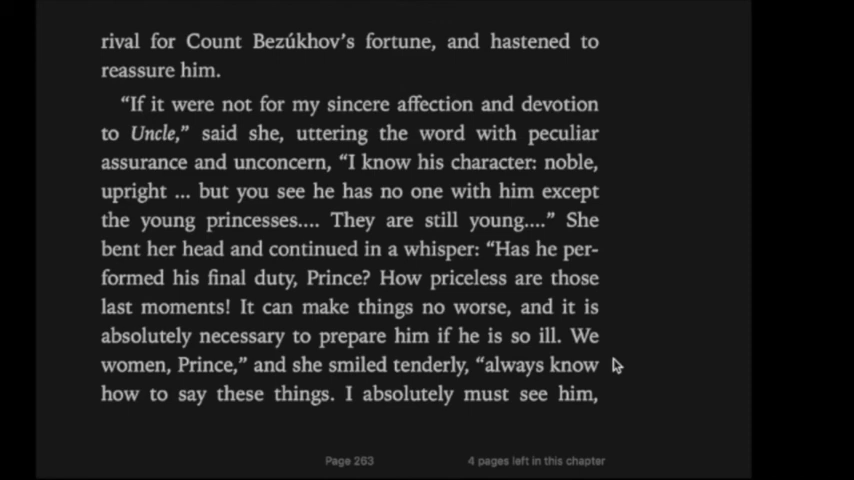 rival for Count Bezúkhov's fortune, and hastened to
reassure him.
“If it were not for my sincere affection and devotion
to Uncle,” said she, uttering the word with peculiar
assurance and unconcern, “I know his character: noble,
upright ... but you see he has no one with him except
the young princesses.... They are still young....” She
bent her head and continued in a whisper: “Has he per-
formed his final duty, Prince? How priceless are those
last moments! It can make things no worse, and it is
absolutely necessary to prepare him if he is so ill. We
women, Prince,” and she smiled tenderly, “always know
how to say these things. I absolutely must see him,
Page 263
4 pages left in this chapter